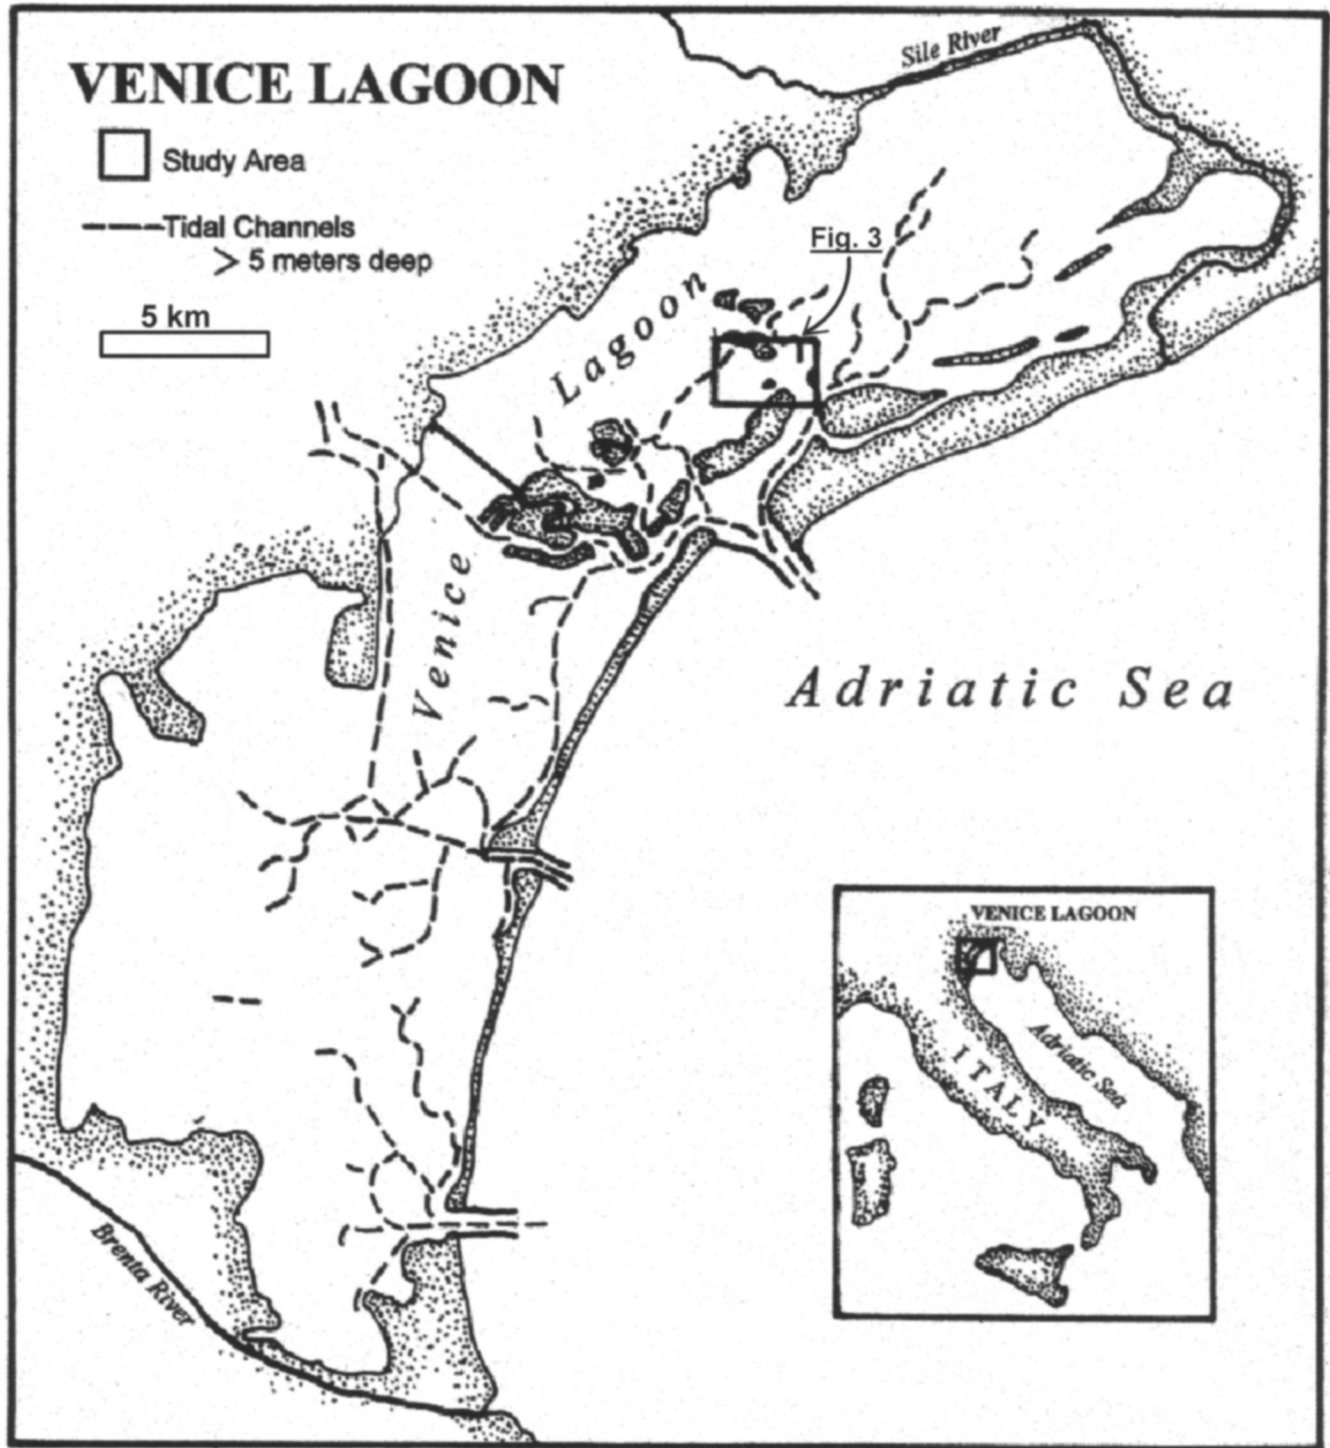 VENICE LAGOON
Study Area
Tidal Channels
> 5 meters deep
5 km
Sile River
Fig. 3
Venice Lagoon
Adriatic Sea
Brenta River
VENICE LAGOON
Adriatic Sea
ITALY